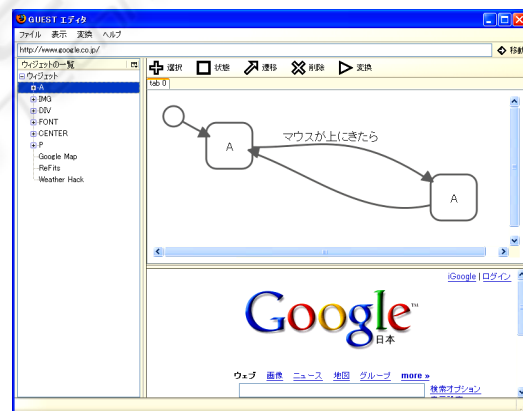 GUEST エディタ
ファイル 表示 変換 ヘルプ
http://www.google.co.jp/
移動
ウィジェットの一覧
選択 状態 遷移 削除 変換
ウィジェット
A
IMG
DIV
FONT
CENTER
P
Google Map
ReFits
Weather Hack
tab 0
A
マウスが上にきたら
A
iGoogle | ログイン
Google™
日本
ウェブ 画像 ニュース 地図 グループ more »
検索オプション